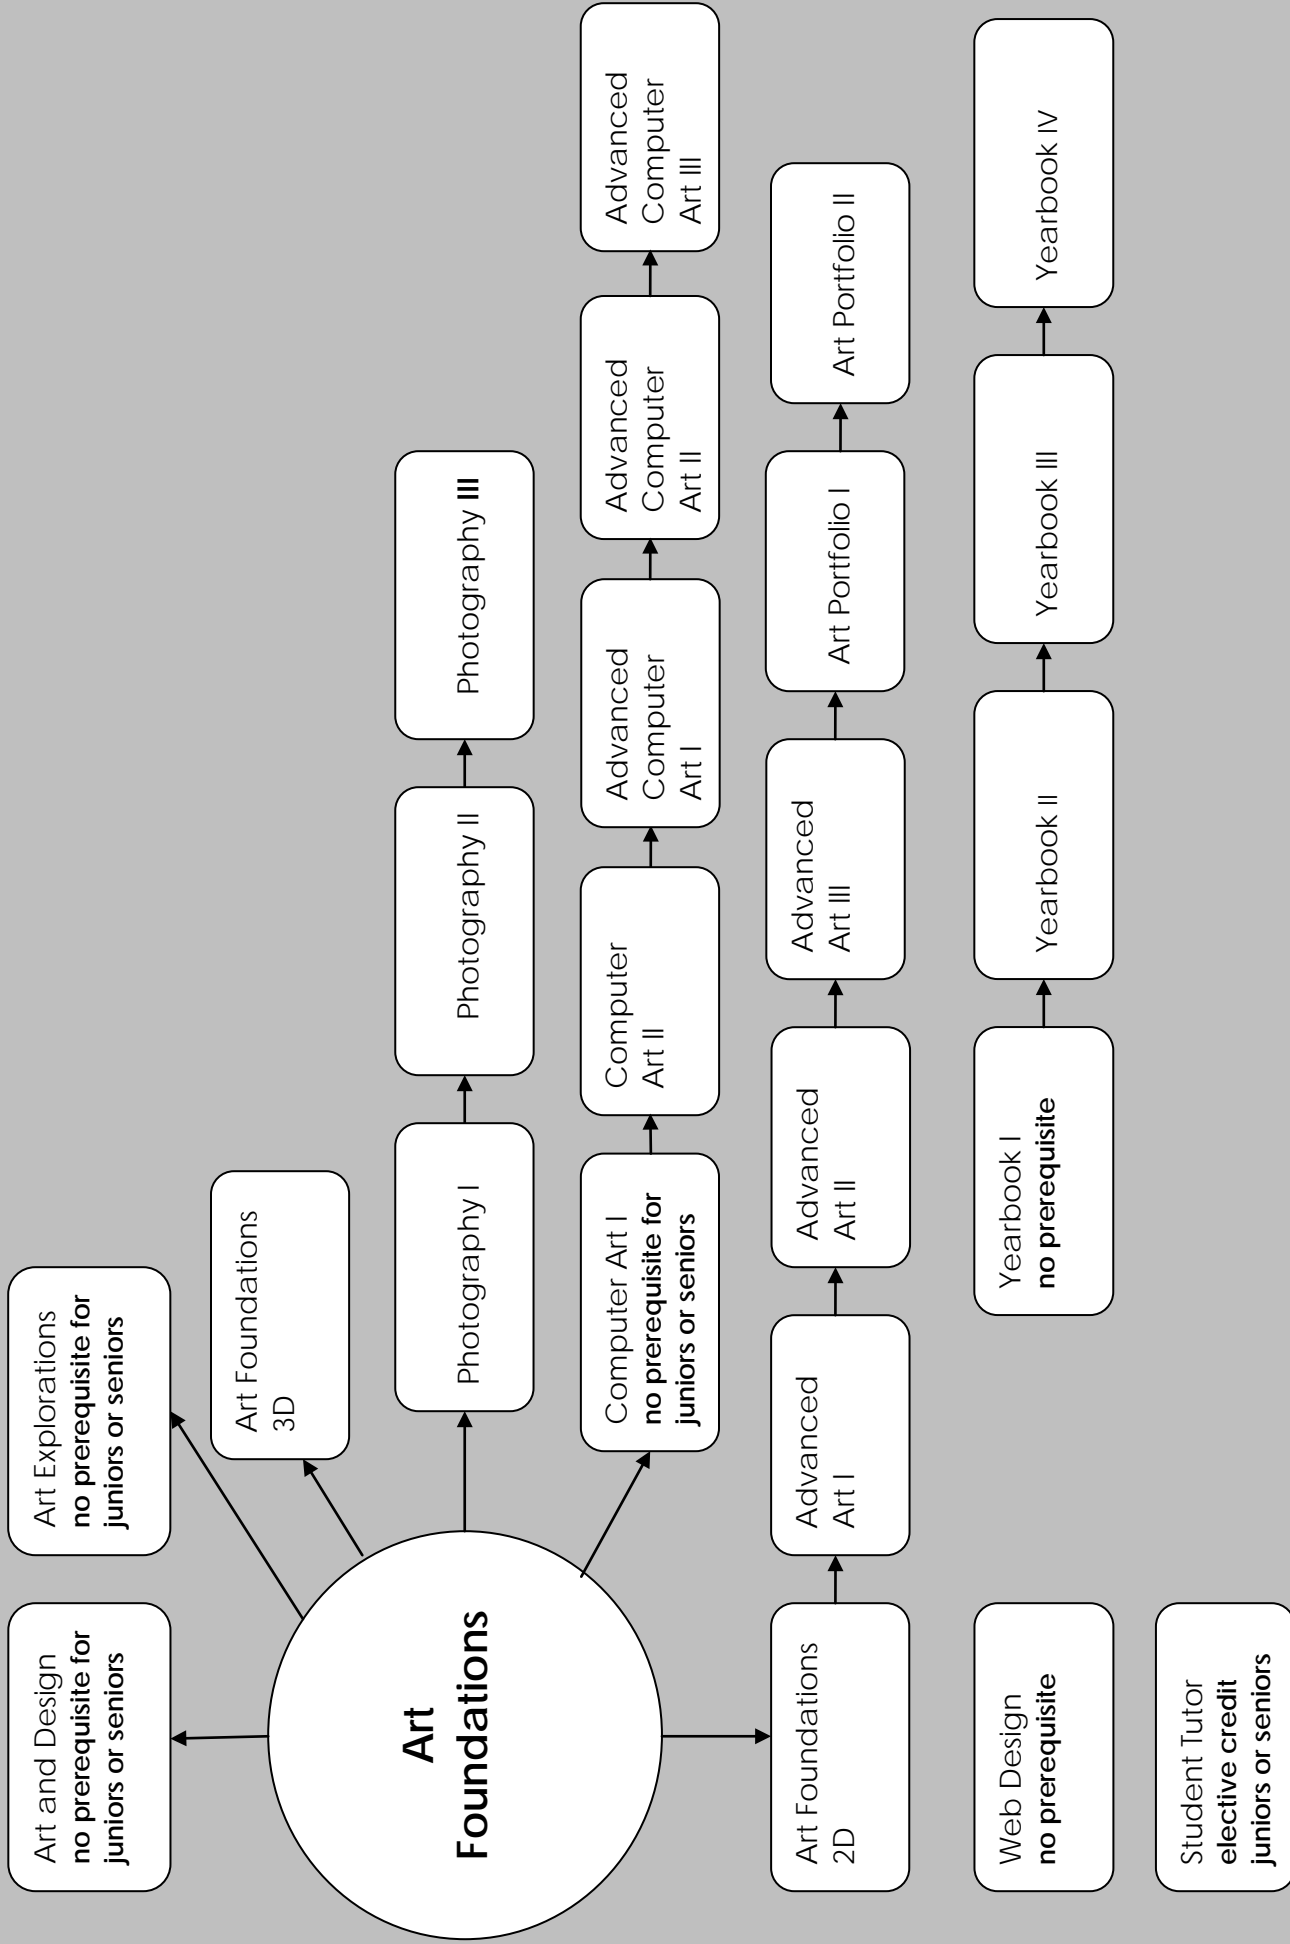 Art and Design
no prerequisite for
juniors or seniors
Art Explorations
no prerequisite for
juniors or seniors
Art Foundations
3D
Art
Foundations
Photography I
Photography II
Photography III
Computer Art I
no prerequisite for
juniors or seniors
Computer
Art II
Advanced
Computer
Art I
Advanced
Computer
Art II
Advanced
Computer
Art III
Art Foundations
2D
Advanced
Art I
Advanced
Art II
Advanced
Art III
Art Portfolio I
Art Portfolio II
Web Design
no prerequisite
Yearbook I
no prerequisite
Yearbook II
Yearbook III
Yearbook IV
Student Tutor
elective credit
juniors or seniors